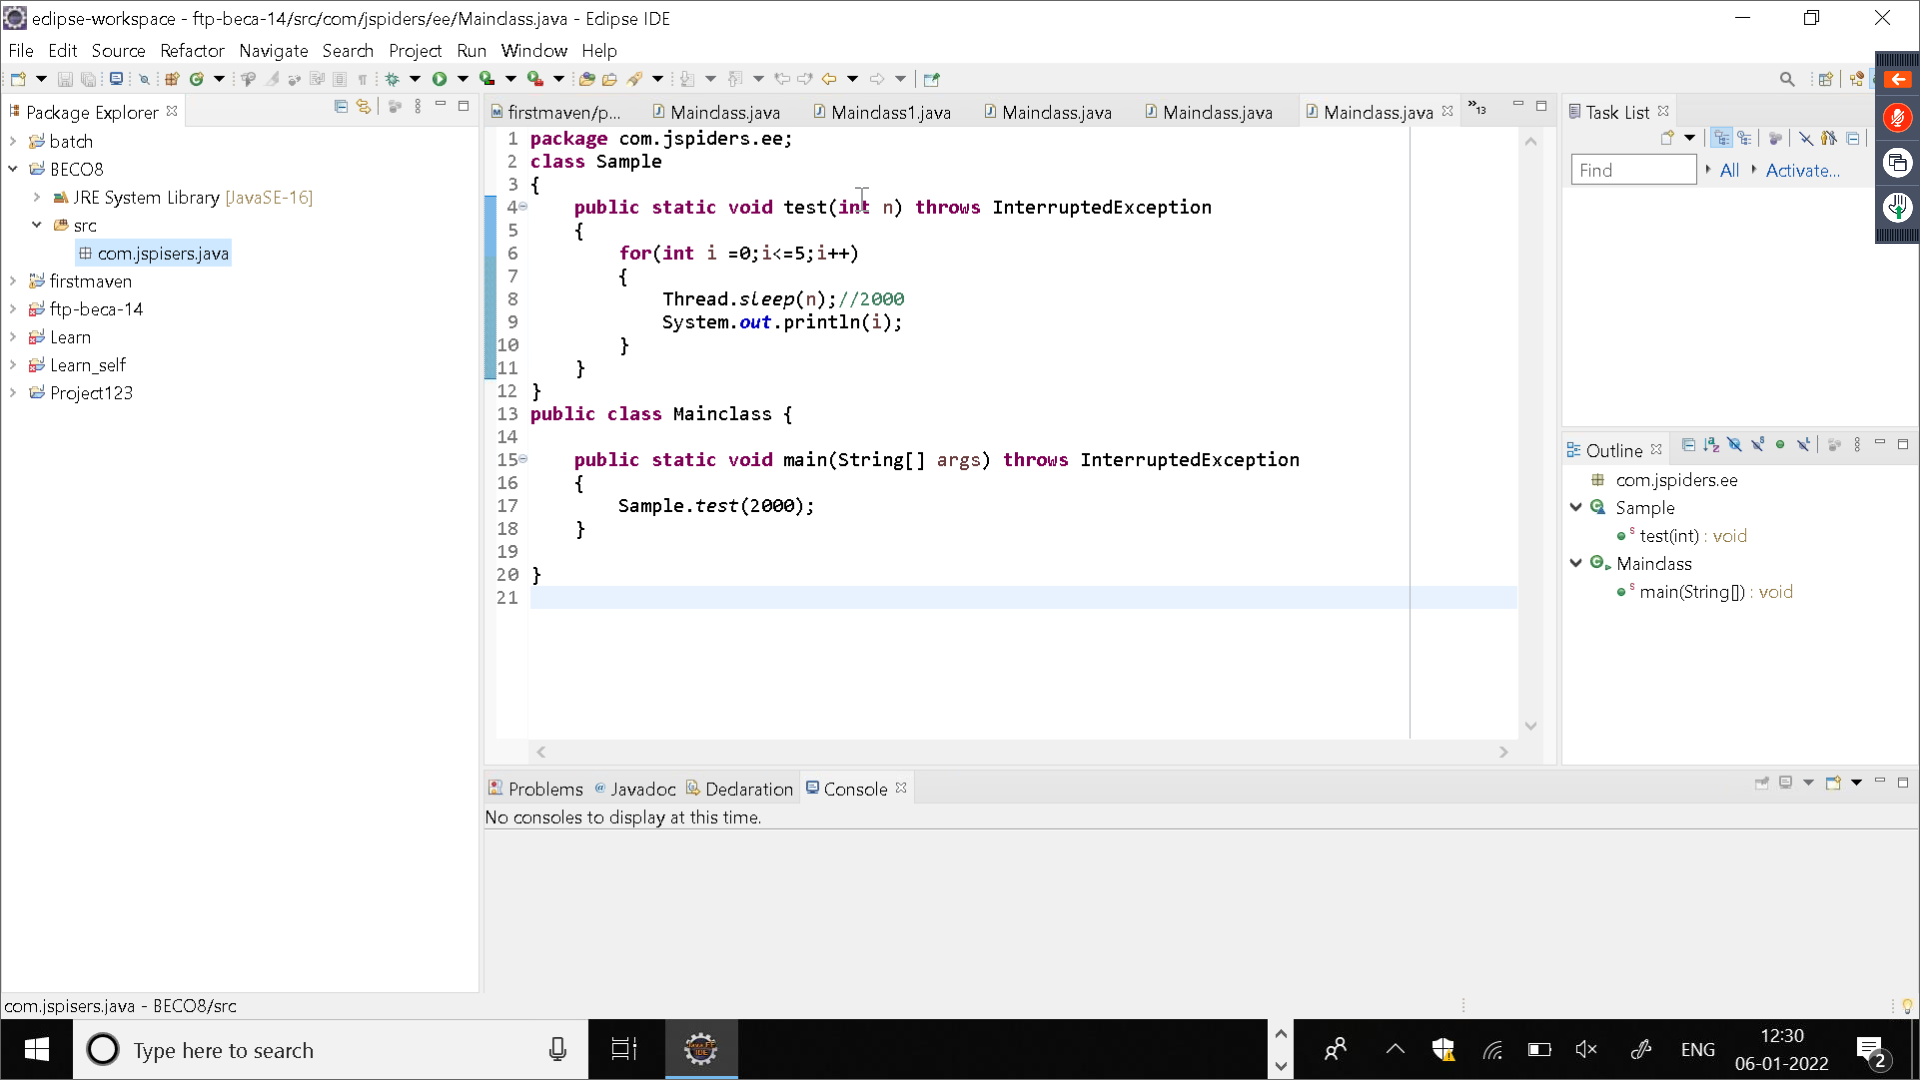 eclipse-workspace - ftp-beca-14/src/com/jspiders/ee/Mainclass.java - Eclipse IDE
File Edit Source Refactor Navigate Search Project Run Window Help
Package Explorer
batch
BECO8
JRE System Library [JavaSE-16]
src
com.jspisers.java
firstmaven
ftp-beca-14
Learn
Learn_self
Project123
firstmaven/p... Mainclass.java Mainclass1.java Mainclass.java Mainclass.java Mainclass.java »13
1 package com.jspiders.ee;
2 class Sample
3 {
4 public static void test(int n) throws InterruptedException
5 {
6 for(int i =0;i<=5;i++)
7 {
8 Thread.sleep(n);//2000
9 System.out.println(i);
10 }
11 }
12 }
13 public class Mainclass {
14
15 public static void main(String[] args) throws InterruptedException
16 {
17 Sample.test(2000);
18 }
19
20 }
21
Task List
Find All Activate...
Outline
com.jspiders.ee
Sample
test(int) : void
Mainclass
main(String[]) : void
Problems Javadoc Declaration Console
No consoles to display at this time.
com.jspisers.java - BECO8/src
Type here to search
ENG
12:30
06-01-2022
2